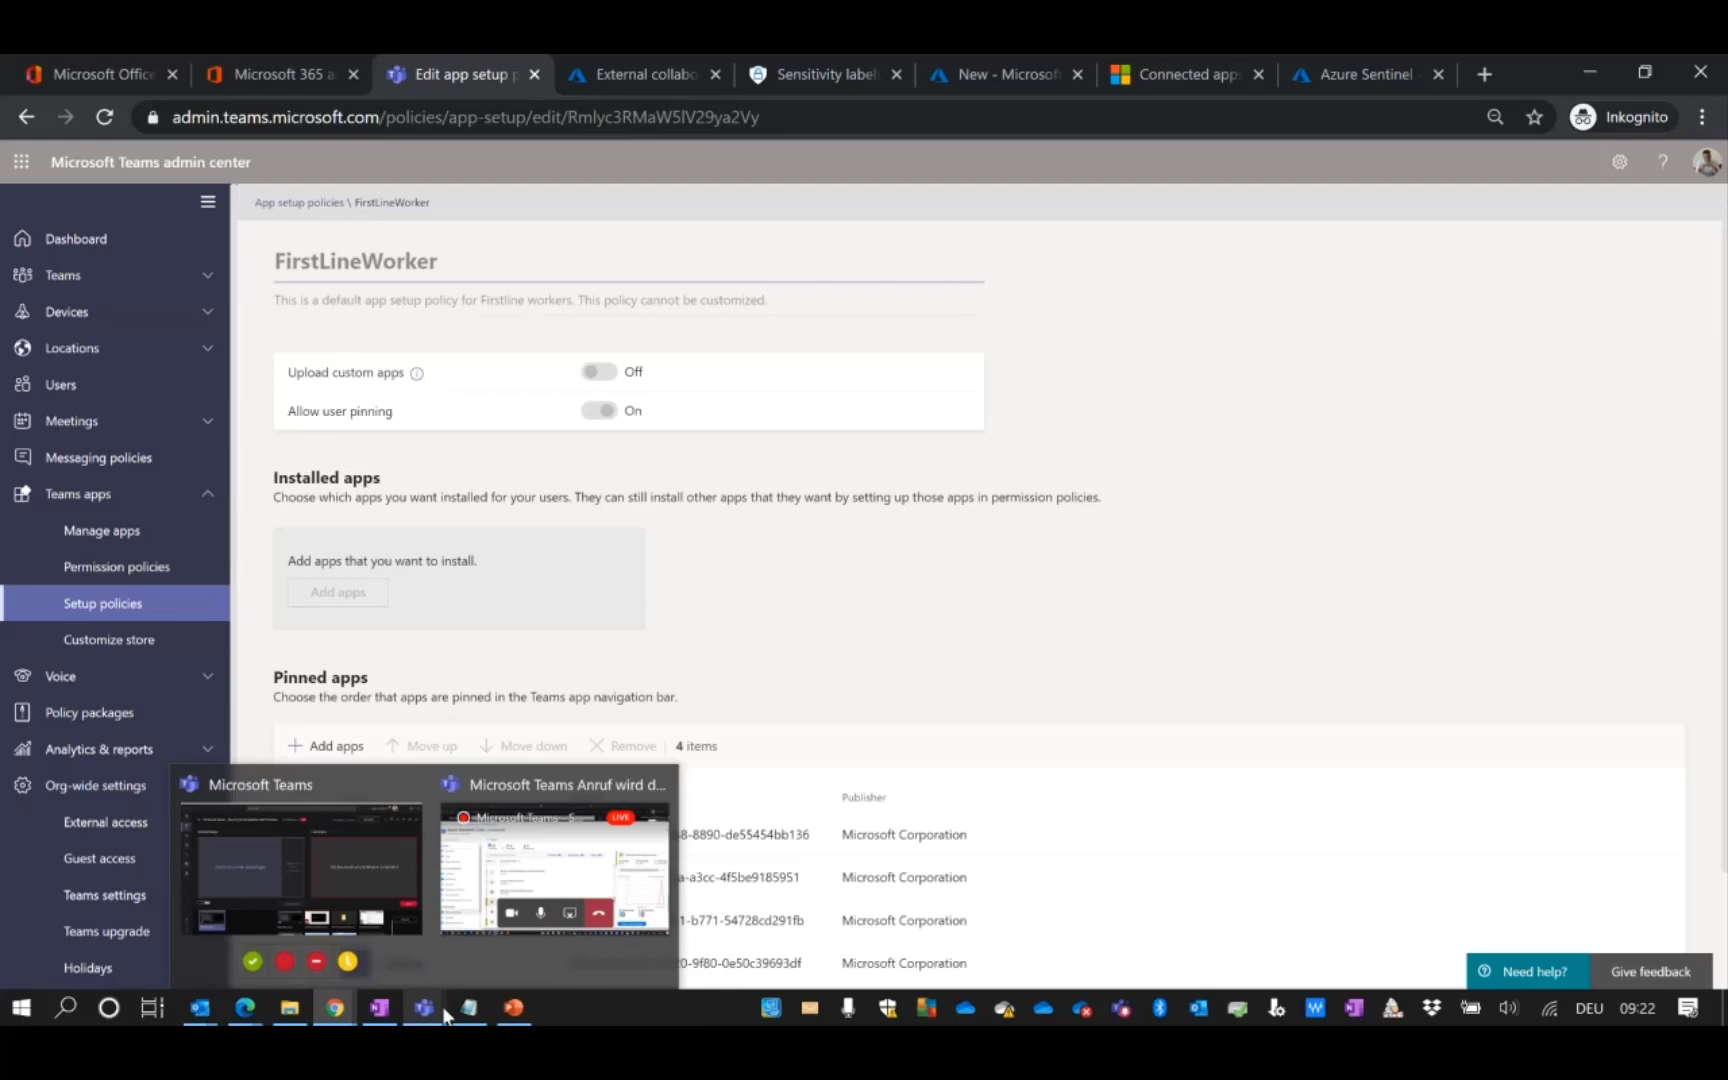 Microsoft Office
Microsoft 365 a
Edit app setup p
External collabo
Sensitivity label
New - Microsof
Connected apps
Azure Sentinel
admin.teams.microsoft.com/policies/app-setup/edit/Rmlyc3RMaW5lV29ya2Vy
Inkognito
Microsoft Teams admin center
?
App setup policies \ FirstLineWorker
Dashboard
Teams
Devices
Locations
Users
Meetings
Messaging policies
Teams apps
Manage apps
Permission policies
Setup policies
Customize store
Voice
Policy packages
Analytics & reports
Org-wide settings
External access
Guest access
Teams settings
Teams upgrade
Holidays
FirstLineWorker
This is a default app setup policy for Firstline workers. This policy cannot be customized.
Upload custom apps
Off
Allow user pinning
On
Installed apps
Choose which apps you want installed for your users. They can still install other apps that they want by setting up those apps in permission policies.
Add apps that you want to install.
Add apps
Pinned apps
Choose the order that apps are pinned in the Teams app navigation bar.
Add apps
Move up
Move down
Remove
4 items
Publisher
8-8890-de55454bb136
Microsoft Corporation
a-a3cc-4f5be9185951
Microsoft Corporation
1-b771-54728cd291fb
Microsoft Corporation
0-9f80-0e50c39693df
Microsoft Corporation
Microsoft Teams
Microsoft Teams Anruf wird d...
Microsoft Teams - S...
LIVE
Need help?
Give feedback
DEU
09:22